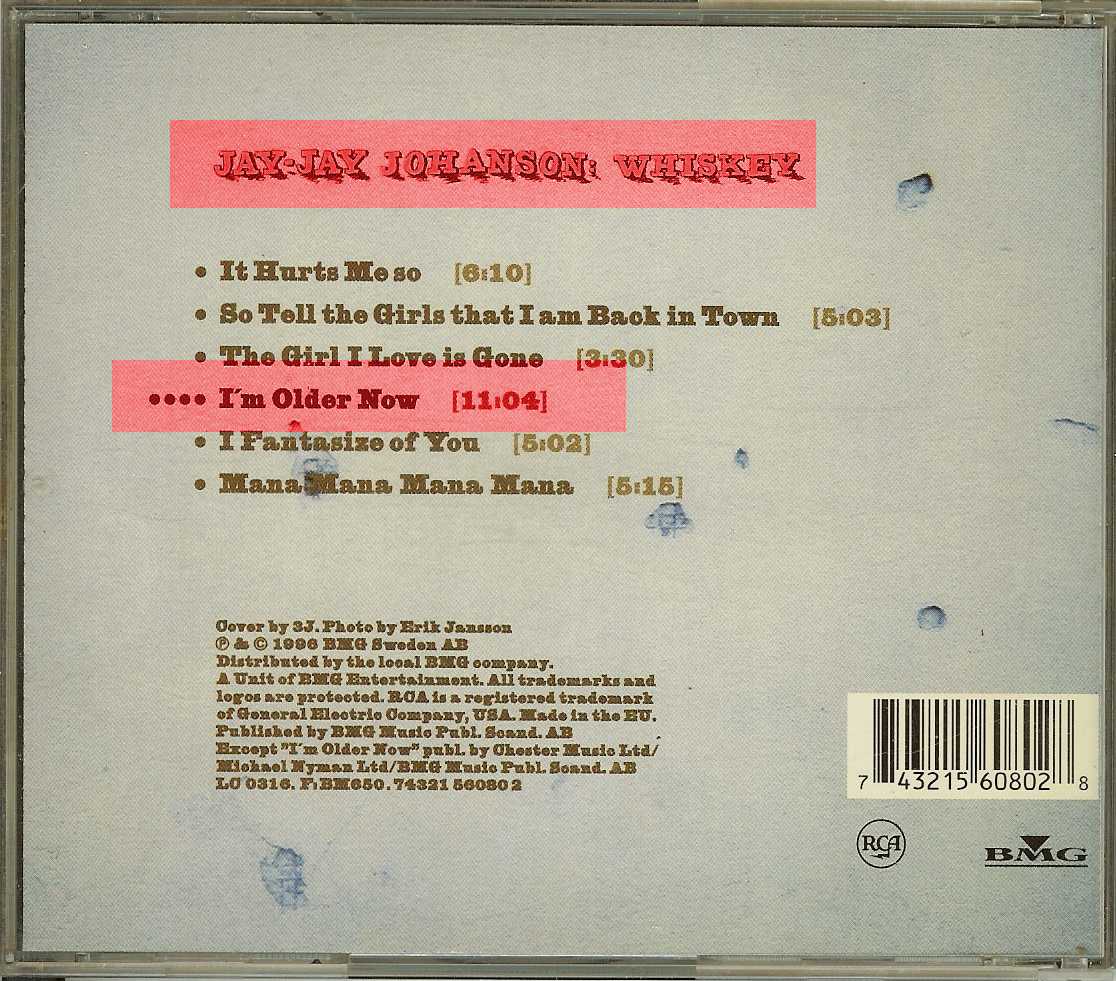 JAY-JAY JOHANSON: WHISKEY
• It Hurts Me so [6:10]
• So Tell the Girls that I am Back in Town [5:03]
• The Girl I Love is Gone [3:30]
•••• I´m Older Now [11:04]
• I Fantasize of You [5:02]
• Mana Mana Mana Mana [5:15]
Cover by 3J. Photo by Erik Jansson
℗ & © 1996 BMG Sweden AB
Distributed by the local BMG company.
A Unit of BMG Entertainment. All trademarks and
logos are protected. RCA is a registered trademark
of General Electric Company, USA. Made in the EU.
Published by BMG Music Publ. Scand. AB
Except "I´m Older Now" publ. by Chester Music Ltd/
Michael Nyman Ltd/BMG Music Publ. Scand. AB
LC 0316. F:BM650. 74321 560802
7 43215 60802 8
RCA
BMG